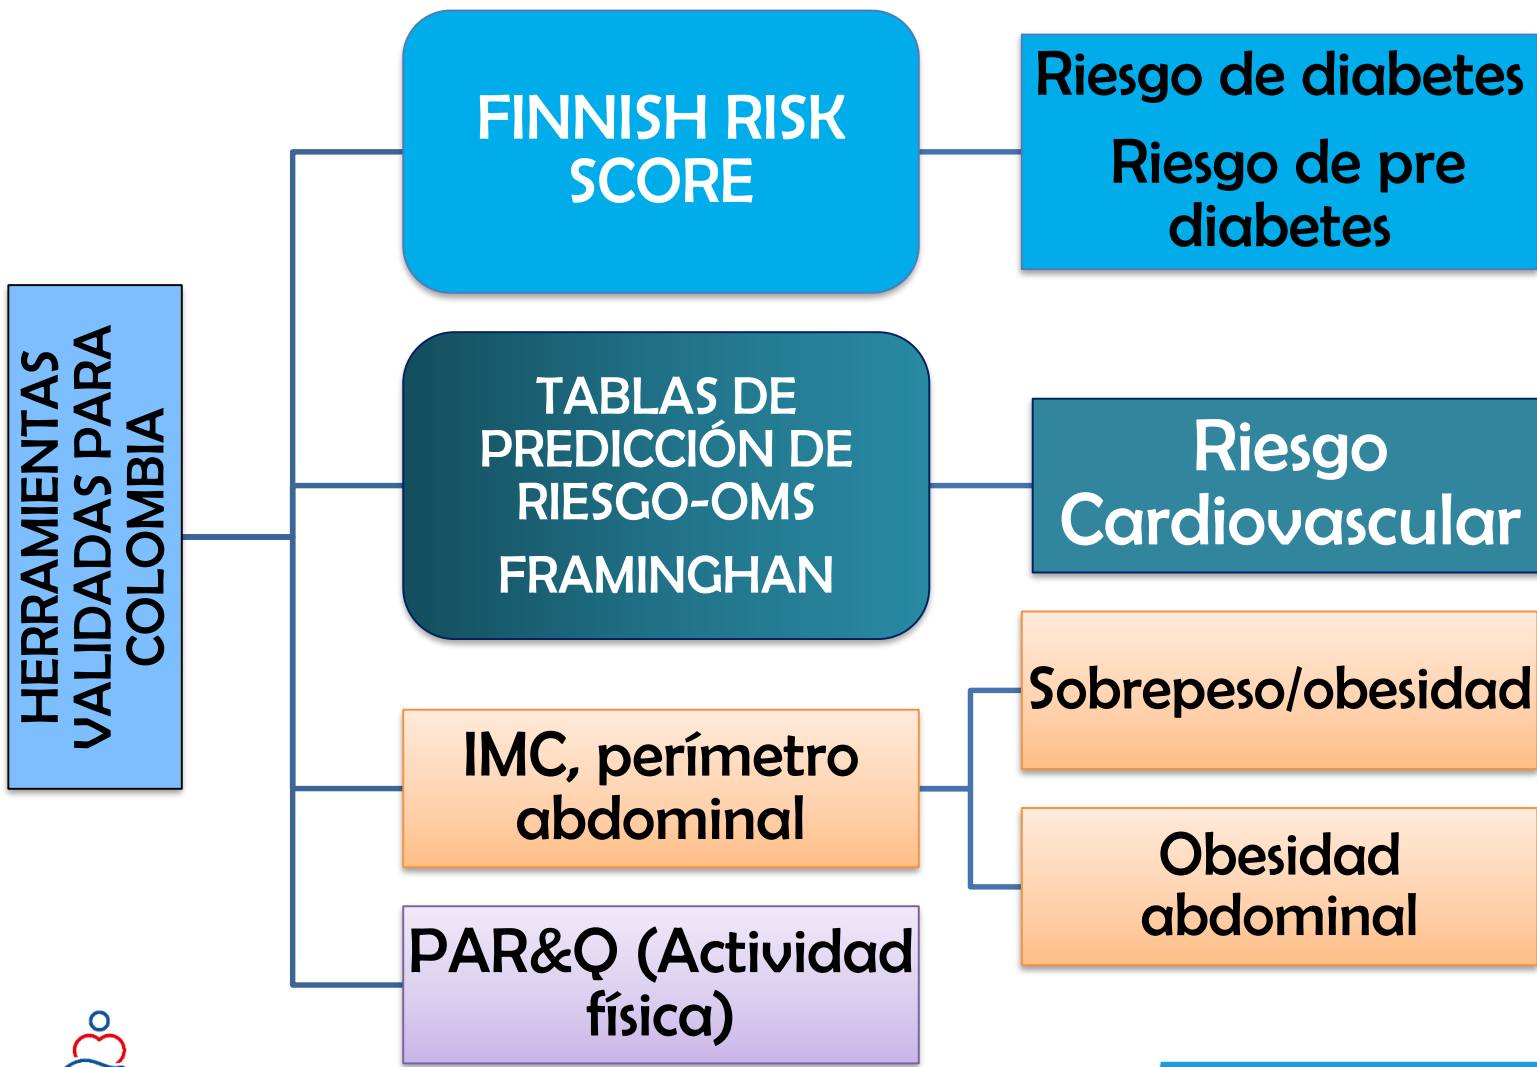 HERRAMIENTAS
VALIDADAS PARA
COLOMBIA
FINNISH RISK
SCORE
Riesgo de diabetes
Riesgo de pre
diabetes
TABLAS DE
PREDICCIÓN DE
RIESGO-OMS
FRAMINGHAN
Riesgo
Cardiovascular
IMC, perímetro
abdominal
Sobrepeso/obesidad
Obesidad
abdominal
PAR&Q (Actividad
física)